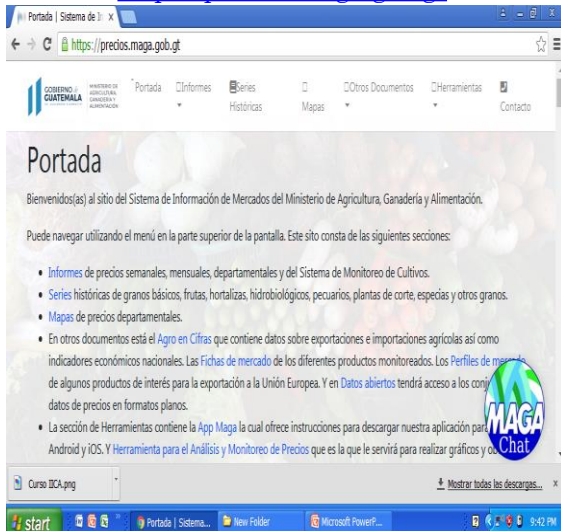 Portada | Sistema de I
https://precios.maga.gob.gt
GOBIERNO de GUATEMALA
MINISTERIO DE AGRICULTURA, GANADERÍA Y ALIMENTACIÓN
Portada Informes Series Históricas Mapas Otros Documentos Herramientas Contacto
Portada
Bienvenidos(as) al sitio del Sistema de Información de Mercados del Ministerio de Agricultura, Ganadería y Alimentación.
Puede navegar utilizando el menú en la parte superior de la pantalla. Este sito consta de las siguientes secciones:
• Informes de precios semanales, mensuales, departamentales y del Sistema de Monitoreo de Cultivos.
• Series históricas de granos básicos, frutas, hortalizas, hidrobiológicos, pecuarios, plantas de corte, especias y otros granos.
• Mapas de precios departamentales.
• En otros documentos está el Agro en Cifras que contiene datos sobre exportaciones e importaciones agrícolas así como
indicadores económicos nacionales. Las Fichas de mercado de los diferentes productos monitoreados. Los Perfiles de
de algunos productos de interés para la exportación a la Unión Europea. Y en Datos abiertos tendrá acceso a los
datos de precios en formatos planos.
• La sección de Herramientas contiene la App Maga la cual ofrece instrucciones para descargar nuestra aplicación
Android y iOS. Y Herramienta para el Análisis y Monitoreo de Precios que es la que le servirá para realizar gráficos y
MAGA
Chat
Curso IICA.png
Mostrar todas las descargas...
start
Portada | Sistema...
New Folder
Microsoft PowerP...
9:42 PM